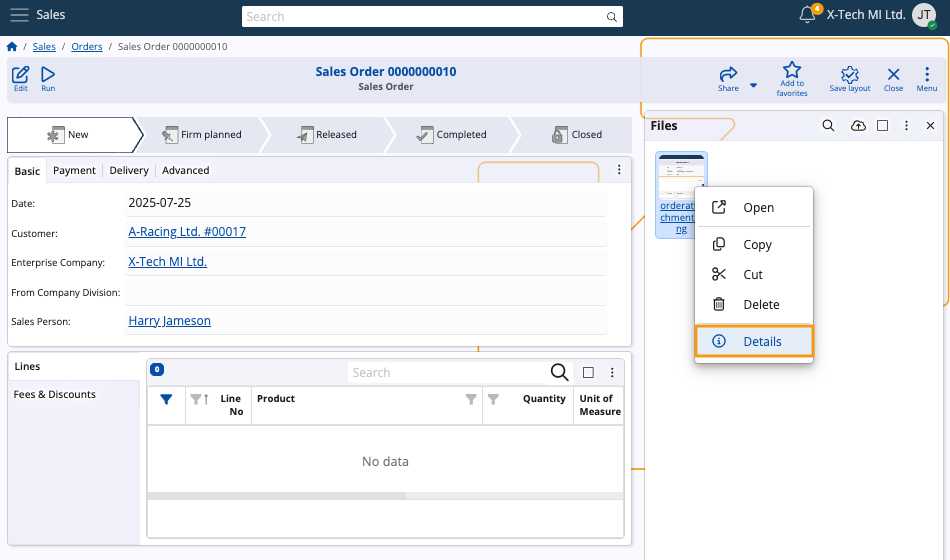 Sales
Search
4
X-Tech MI Ltd.
JT
/ Sales / Orders / Sales Order 0000000010
Edit
Run
Sales Order 0000000010
Sales Order
Share
Add to
favorites
Save layout
Close
Menu
New
Firm planned
Released
Completed
Closed
Files
Basic
Payment
Delivery
Advanced
Date:
2025-07-25
Customer:
A-Racing Ltd. #00017
Enterprise Company:
X-Tech MI Ltd.
From Company Division:
Sales Person:
Harry Jameson
orderat
chment
ng
Open
Copy
Cut
Delete
Details
Lines
Fees & Discounts
0
Search
Line
No
Product
Quantity
Unit of
Measure
No data